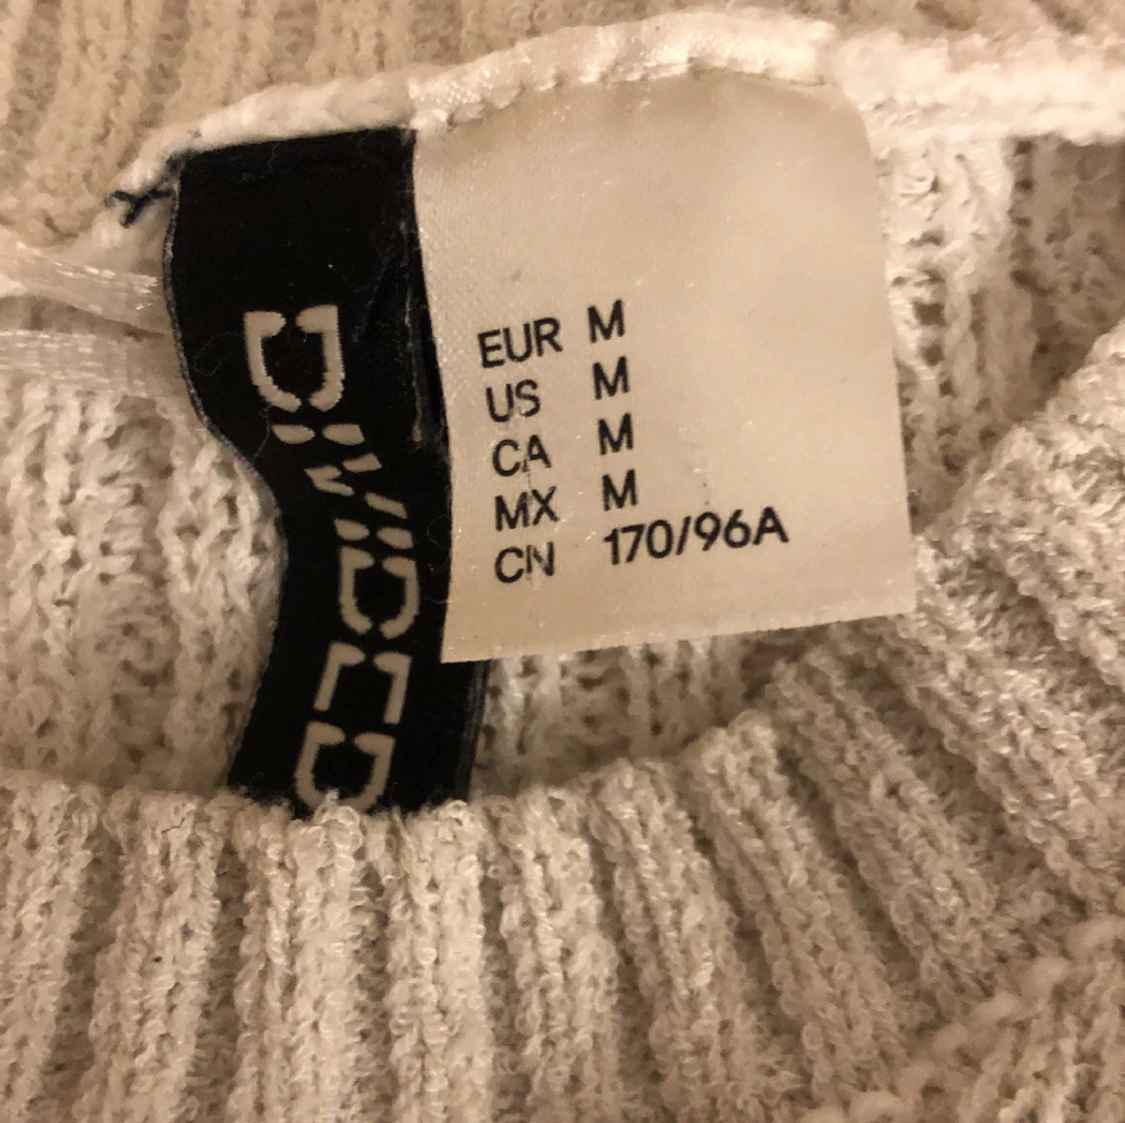 DIVIDED
EUR M
US M
CA M
MX M
CN 170/96A